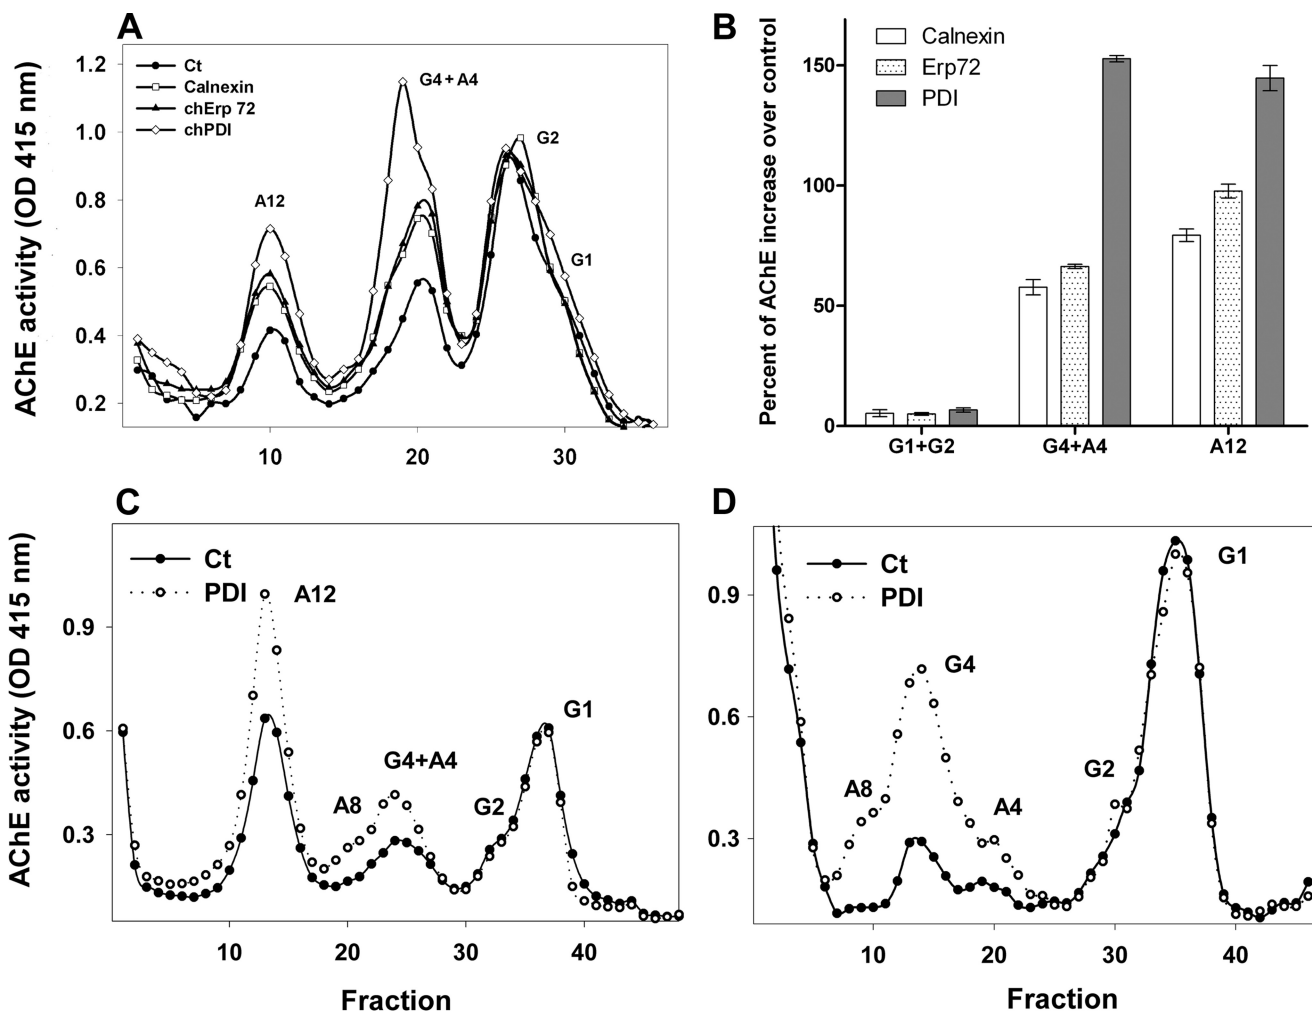 A
AChE activity (OD 415 nm)
1.2
1.0
0.8
0.6
0.4
0.2
Ct
Calnexin
chErp 72
chPDI
A12
G4+A4
G2
G1
10
20
30
B
Percent of AChE increase over control
150
100
50
0
Calnexin
Erp72
PDI
G1+G2
G4+A4
A12
C
AChE activity (OD 415 nm)
0.9
0.6
0.3
Ct
PDI
A12
A8
G4+A4
G2
G1
10
20
30
40
Fraction
D
0.9
0.6
0.3
Ct
PDI
A8
G4
A4
G2
G1
10
20
30
40
Fraction